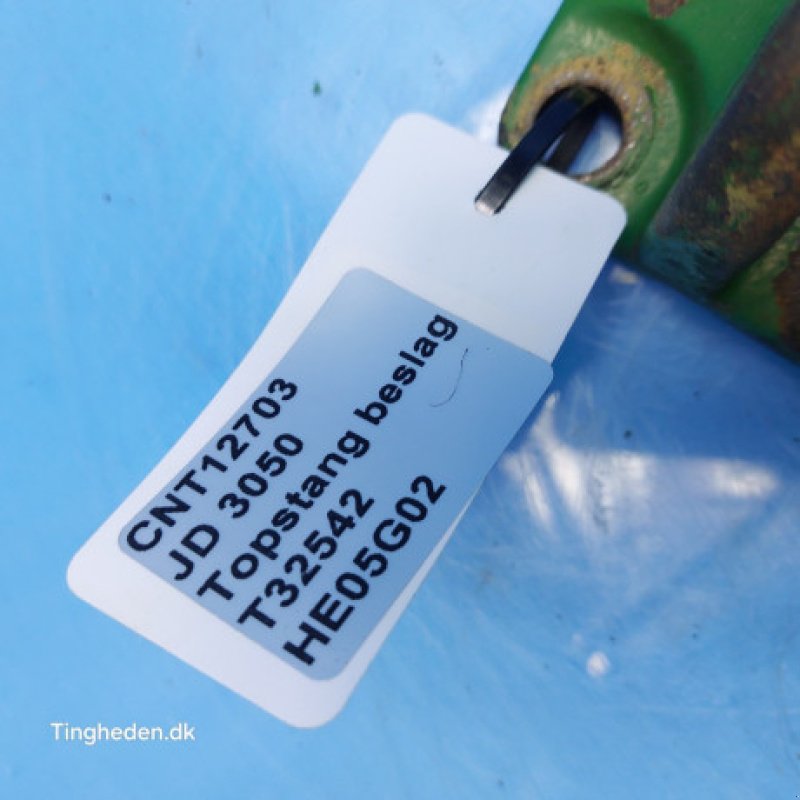 CNT12703
JD 3050
Topstang beslag
T32542
HE05G02
Tingheden.dk